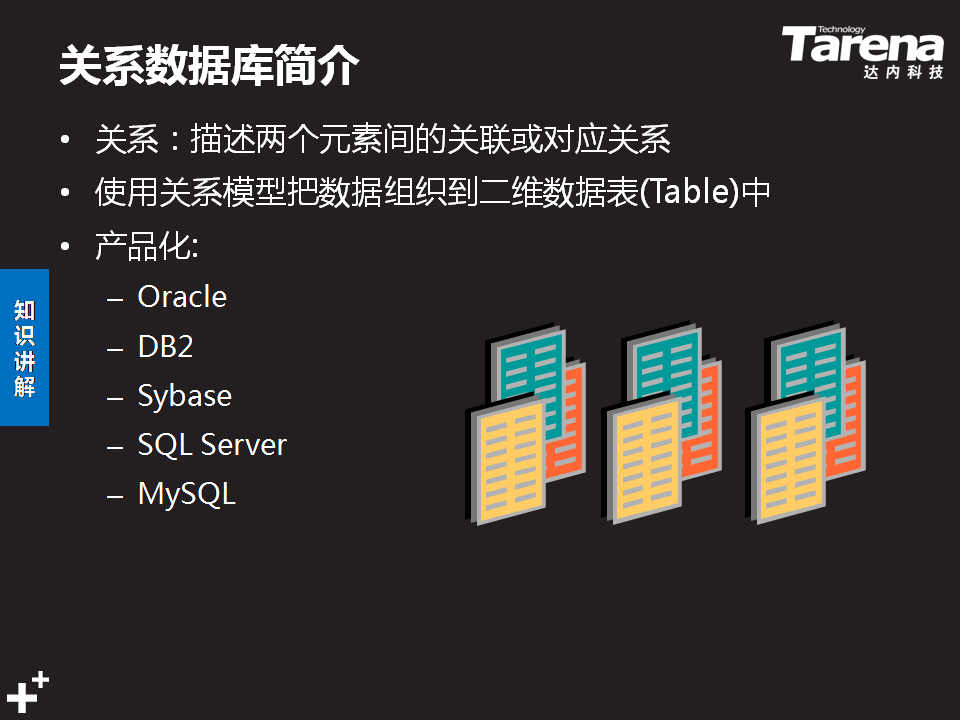 关系数据库简介
Technology
Tarena
达内科技
• 关系：描述两个元素间的关联或对应关系
• 使用关系模型把数据组织到二维数据表(Table)中
• 产品化:
– Oracle
– DB2
– Sybase
– SQL Server
– MySQL
知识讲解